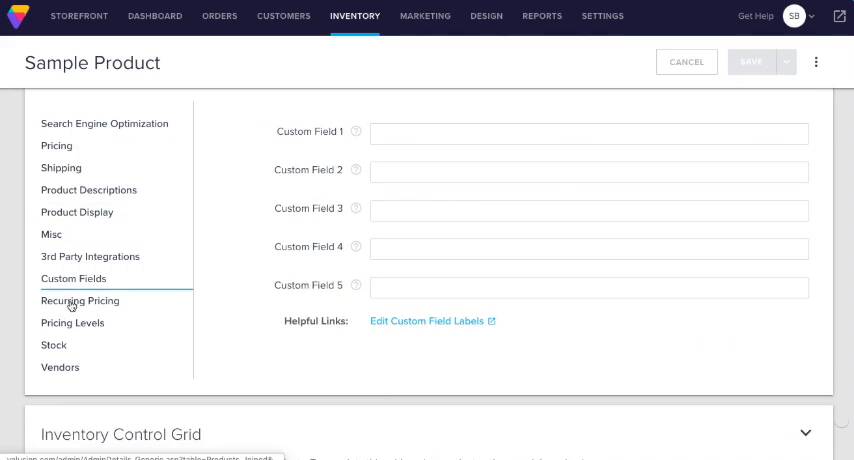 STOREFRONT DASHBOARD ORDERS CUSTOMERS INVENTORY MARKETING DESIGN REPORTS SETTINGS Get Help SB
Sample Product CANCEL SAVE
Search Engine Optimization
Pricing
Shipping
Product Descriptions
Product Display
Misc
3rd Party Integrations
Custom Fields
Recurring Pricing
Pricing Levels
Stock
Vendors
Custom Field 1
Custom Field 2
Custom Field 3
Custom Field 4
Custom Field 5
Helpful Links: Edit Custom Field Labels
Inventory Control Grid